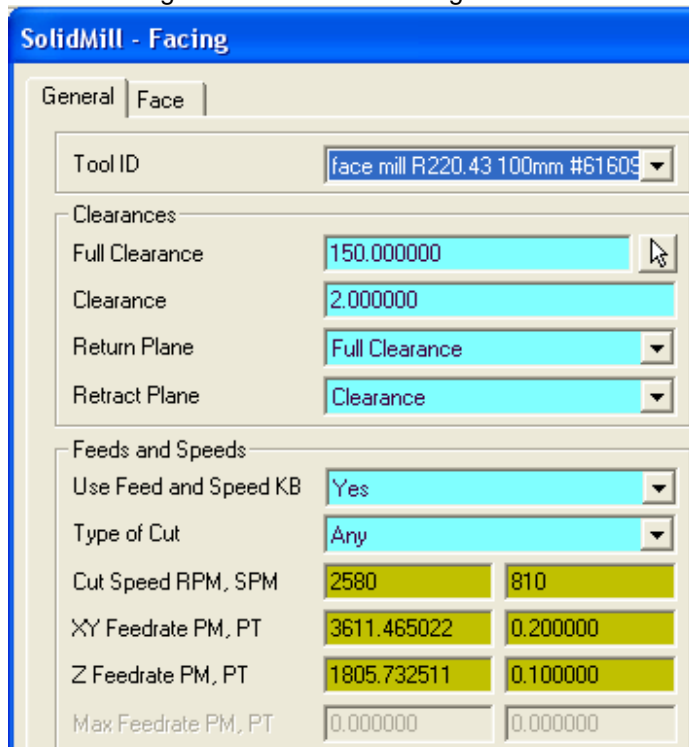 SolidMill - Facing
General Face
Tool ID face mill R220.43 100mm #61609
Clearances
Full Clearance 150.000000
Clearance 2.000000
Return Plane Full Clearance
Retract Plane Clearance
Feeds and Speeds
Use Feed and Speed KB Yes
Type of Cut Any
Cut Speed RPM, SPM 2580 810
XY Feedrate PM, PT 3611.465022 0.200000
Z Feedrate PM, PT 1805.732511 0.100000
Max Feedrate PM, PT 0.000000 0.000000